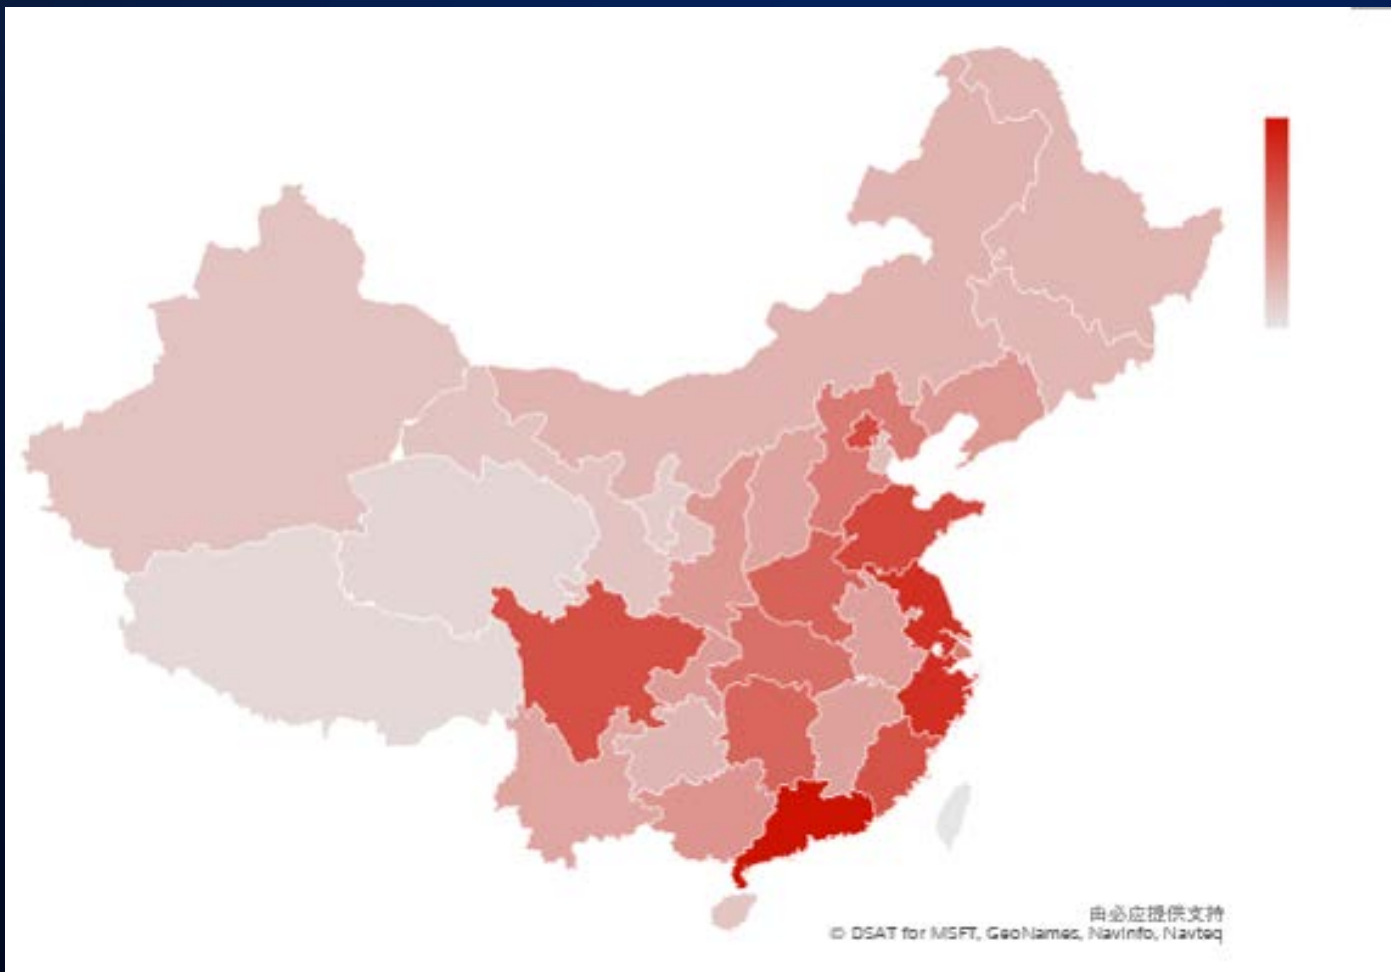 由必应提供支持
© DSAT for MSFT, GeoNames, Navinfo, Navteq